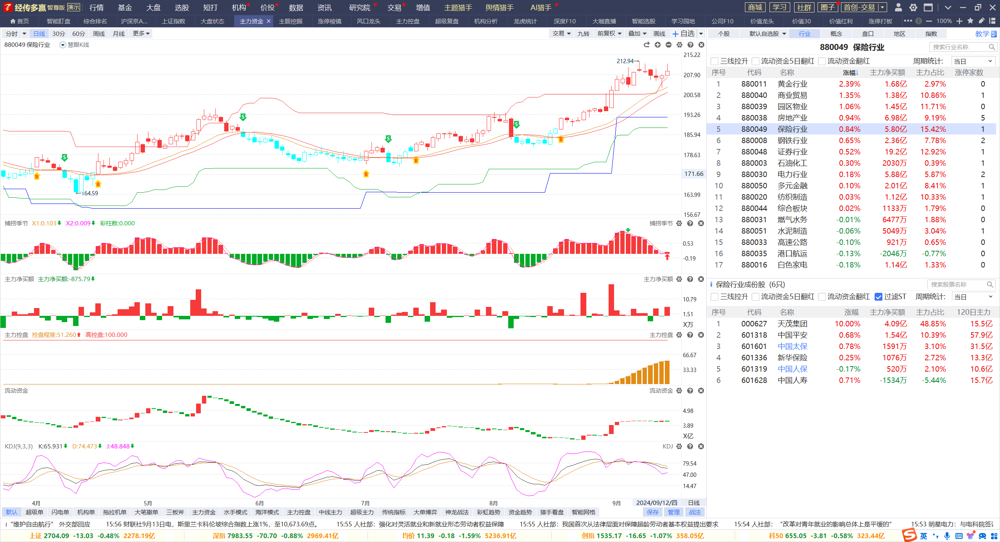 经传多赢 智尊版 演示 行情 基金 大盘 选股 短打 机构 价投 数据 资讯 研究院 交易 增值 主题猎手 舆情猎手 AI猎手 商城 学习 社群 圈子 首创-交易
首页 智能盯盘 综合排名 沪深京A... 上证指数 大盘状态 主力资金 主题挖掘 涨停棱镜 风口龙头 主力控盘 超级复盘 机构分析 龙虎统计 深度F10 大咖直播 智能选股 学习园地 公司F10 价值龙头 价值30 价值红利 涨停打板 ••• 100%
分时 日线 30分 60分 周线 月线 更多 交易 九转 前复权 叠加 画线 自选 个股 默认自选股 行业 概念 盘口 地区 指数 教学
880049 保险行业 慧眼K线
880049 保险行业 搜索行业名称
三线拉升 流动资金5日翻红 流动资金翻红 周期统计: 当日
序号 代码 名称 涨幅↓ 主力净买额 主力占比 涨停家数
1 880011 黄金行业 2.39% 1.68亿 2.97% 0
2 880040 商业贸易 1.35% 1.38亿 10.86% 1
3 880039 园区物业 1.06% 1.45亿 11.71% 0
4 880038 房地产业 0.94% 6.98亿 9.19% 5
5 880049 保险行业 0.84% 5.80亿 15.42% 1
6 880008 钢铁行业 0.65% 2.36亿 7.78% 2
7 880048 证券行业 0.52% 19.2亿 12.92% 1
8 880003 石油化工 0.30% 2030万 0.39% 1
9 880030 电力行业 0.18% 5.88亿 5.87% 2
10 880050 多元金融 0.10% 2.01亿 8.41% 1
11 880020 纺织制造 0.03% 1.12亿 10.33% 1
12 880044 综合板块 0.02% 1133万 1.79% 0
13 880031 燃气水务 -0.01% 6477万 1.88% 0
14 880051 水泥制造 -0.06% 5049万 3.04% 1
15 880033 高速公路 -0.10% 921万 0.65% 0
16 880035 港口航运 -0.13% -2046万 -0.77% 0
17 880016 白色家电 -0.18% 1.14亿 1.33% 0
保险行业成份股 (6只) 搜索股票名称
三线拉升 流动资金5日翻红 流动资金翻红 过滤ST 周期统计: 当日
序号 代码 名称 涨幅 主力净买额 主力占比 120日主力
1 000627 天茂集团 10.00% 4.09亿 48.85% 15.5亿
2 601318 中国平安 0.68% 1.54亿 10.39% 57.9亿
3 601601 中国太保 0.78% 1591万 3.10% 31.5亿
4 601336 新华保险 0.25% 1076万 2.72% 13.3亿
5 601319 中国人保 -0.17% 520万 2.10% 10.6亿
6 601628 中国人寿 0.71% -1534万 -5.44% 15.7亿
215.22
212.94→
207.90
200.58
193.26
185.94
178.63
171.66
163.99
156.67
←164.59
S S S S
B B B B B
捕捞季节 X1:0.103 X2:0.009 彩柱数:0.000 捕捞季节
0.53
-0.19
主力净买额 主力净买额:-875.79 主力净买额
10.79
1.51
X万
主力控盘 控盘程度:51.260 高控盘:100.000 主力控盘
66.67
33.33
流动资金 流动资金
4.98
3.89
X亿
KDJ(9,3,3) K:65.931 D:74.473 J:48.848 KDJ
79.54
47.00
14.47
4月 5月 6月 7月 8月 9月 2024/09/12/四 日线
默认 超级单 闪电单 机构单 拖拉机单 大笔撤单 三板斧 主力资金 水手模式 海洋模式 主力控盘 中线主力 超级主力 传统指标 大单博弈 神龙战法 彩虹趋势 资金趋势 猎手看盘 智能网格 保存 管理 战法
“维护自由航行” 外交部回应 15:56 财联社9月13日电，斯里兰卡科伦坡综合指数上涨1%，至10,673.69点。 15:55 人社部：强化对灵活就业和新就业形态劳动者权益保障 15:55 人社部：我国首次从法律层面对保障超龄劳动者基本权益提出要求 15:54 人社部：“改革对青年就业的影响总体上是平缓的” 15:53 明星电力：与电科院签
上证 2704.09 -13.03 -0.48% 2278.19亿 深指 7983.55 -70.70 -0.88% 2969.41亿 均价 11.39 -0.18 -1.59% 5236.91亿 创指 1535.17 -16.65 -1.07% 358.05亿 科50 655.05 -3.81 -0.58% 323.44亿 英